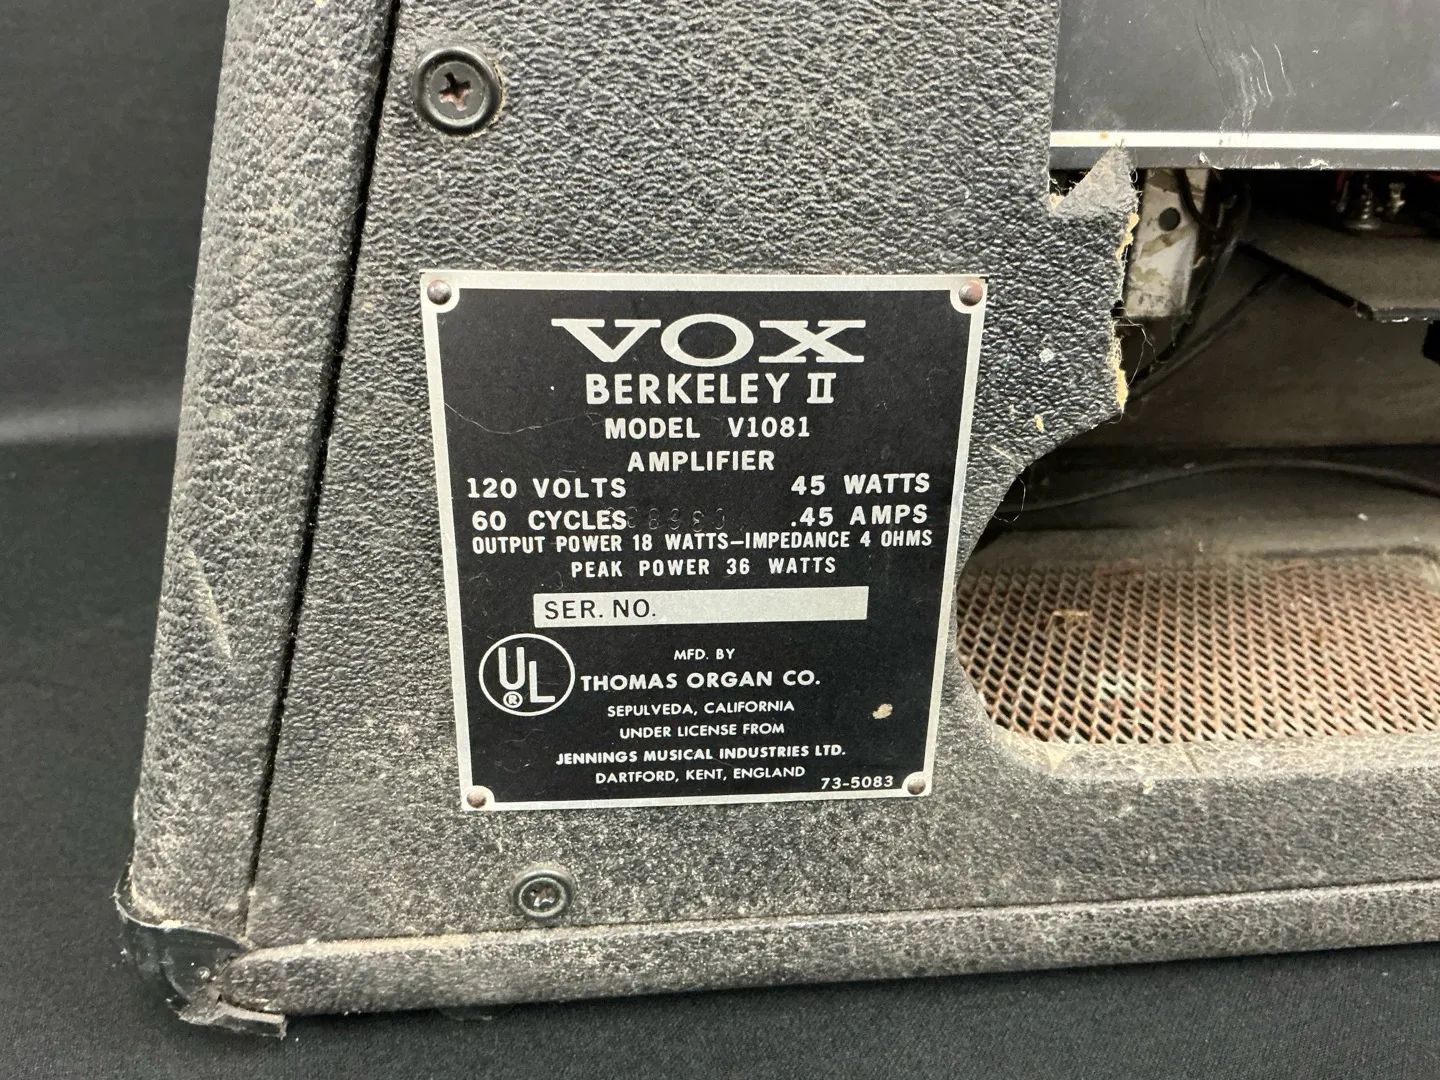 VOX
BERKELEY II
MODEL V1081
AMPLIFIER
120 VOLTS 45 WATTS
60 CYCLES .45 AMPS
OUTPUT POWER 18 WATTS–IMPEDANCE 4 OHMS
PEAK POWER 36 WATTS
SER. NO.
UL ®
MFD. BY
THOMAS ORGAN CO.
SEPULVEDA, CALIFORNIA
UNDER LICENSE FROM
JENNINGS MUSICAL INDUSTRIES LTD.
DARTFORD, KENT, ENGLAND
73-5083